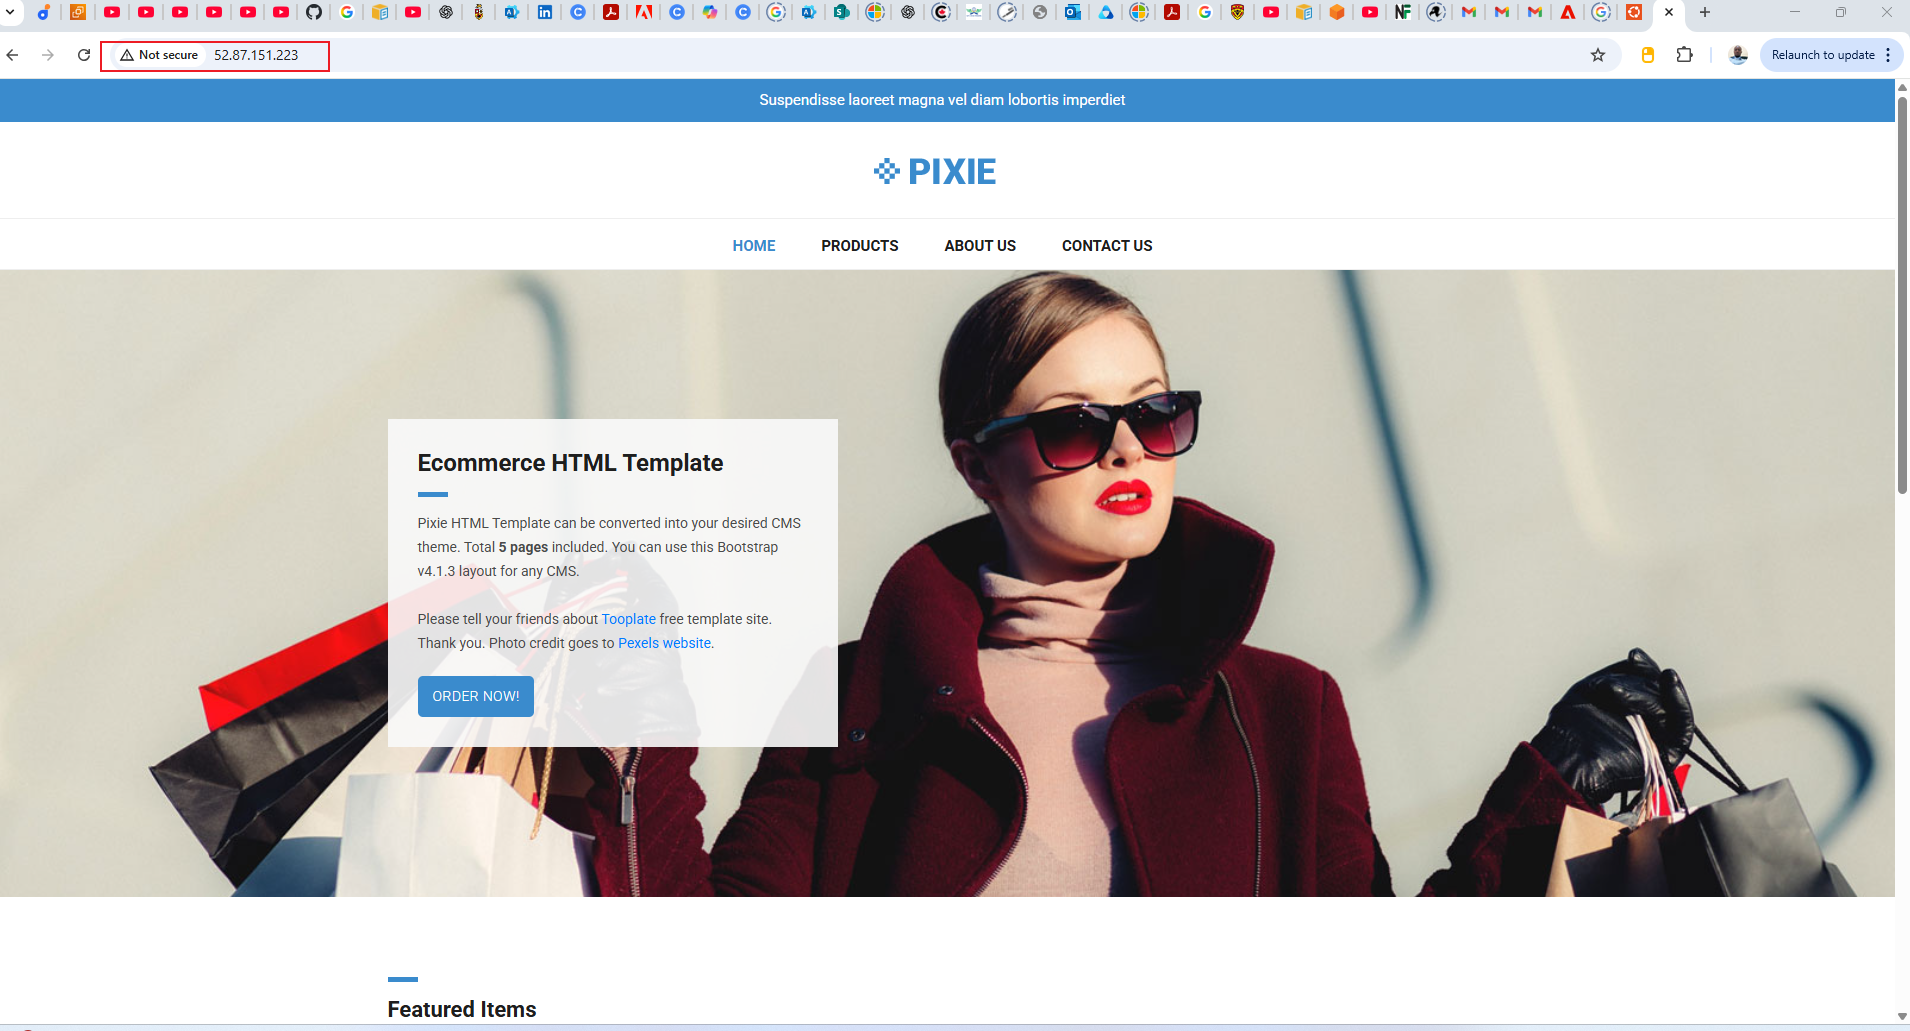 Not secure 52.87.151.223
Relaunch to update
Suspendisse laoreet magna vel diam lobortis imperdiet
PIXIE
HOME PRODUCTS ABOUT US CONTACT US
Ecommerce HTML Template
Pixie HTML Template can be converted into your desired CMS
theme. Total 5 pages included. You can use this Bootstrap
v4.1.3 layout for any CMS.
Please tell your friends about Tooplate free template site.
Thank you. Photo credit goes to Pexels website.
ORDER NOW!
Featured Items